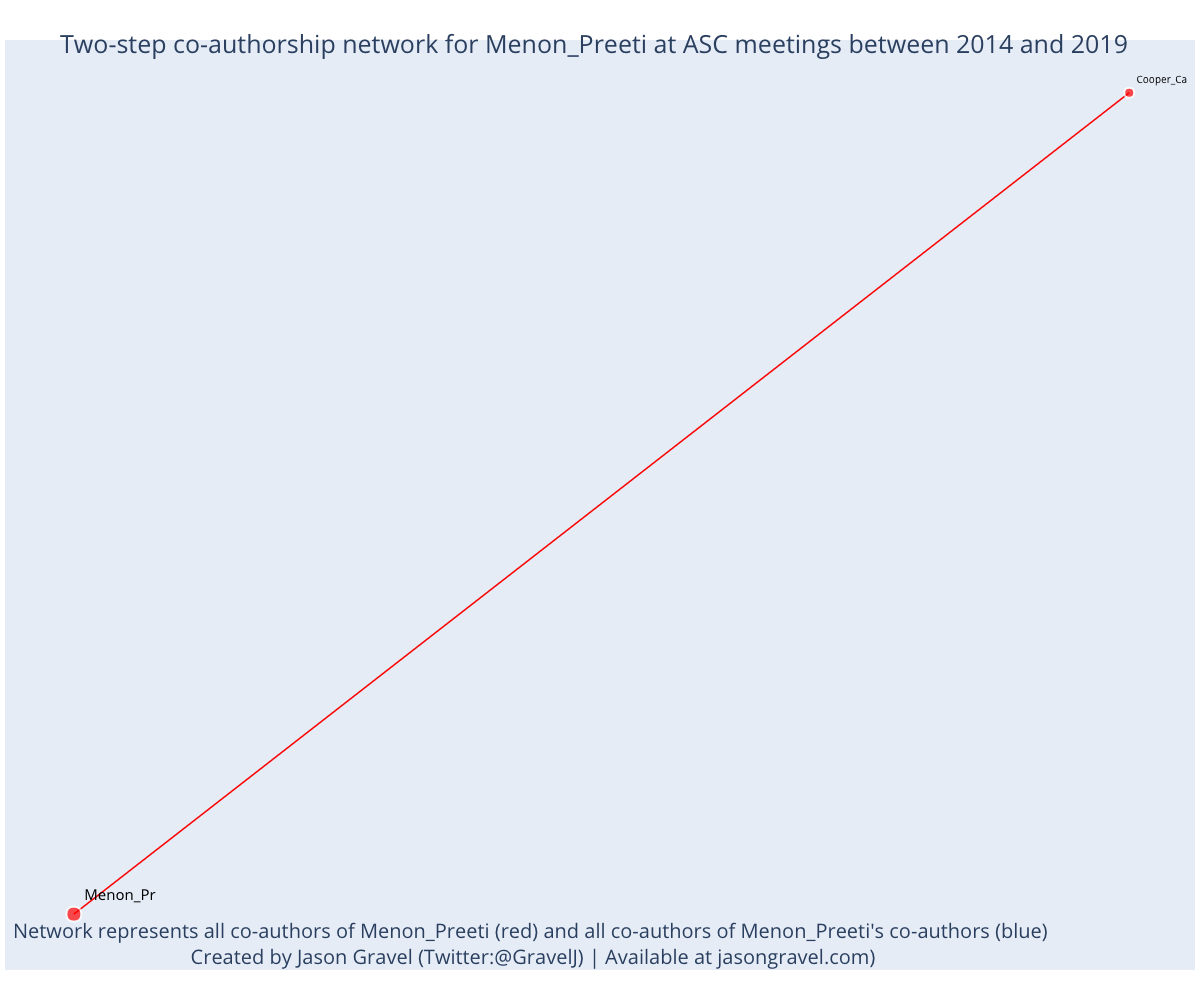 Two-step co-authorship network for Menon_Preeti at ASC meetings between 2014 and 2019
Cooper_Ca
Menon_Pr
Network represents all co-authors of Menon_Preeti (red) and all co-authors of Menon_Preeti's co-authors (blue)
Created by Jason Gravel (Twitter:@GravelJ) | Available at jasongravel.com)